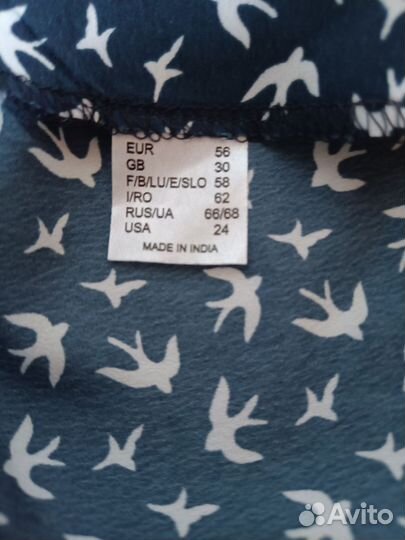 EUR 56
GB 30
F/B/LU/E/SLO 58
I/RO 62
RUS/UA 66/68
USA 24
MADE IN INDIA
Avito